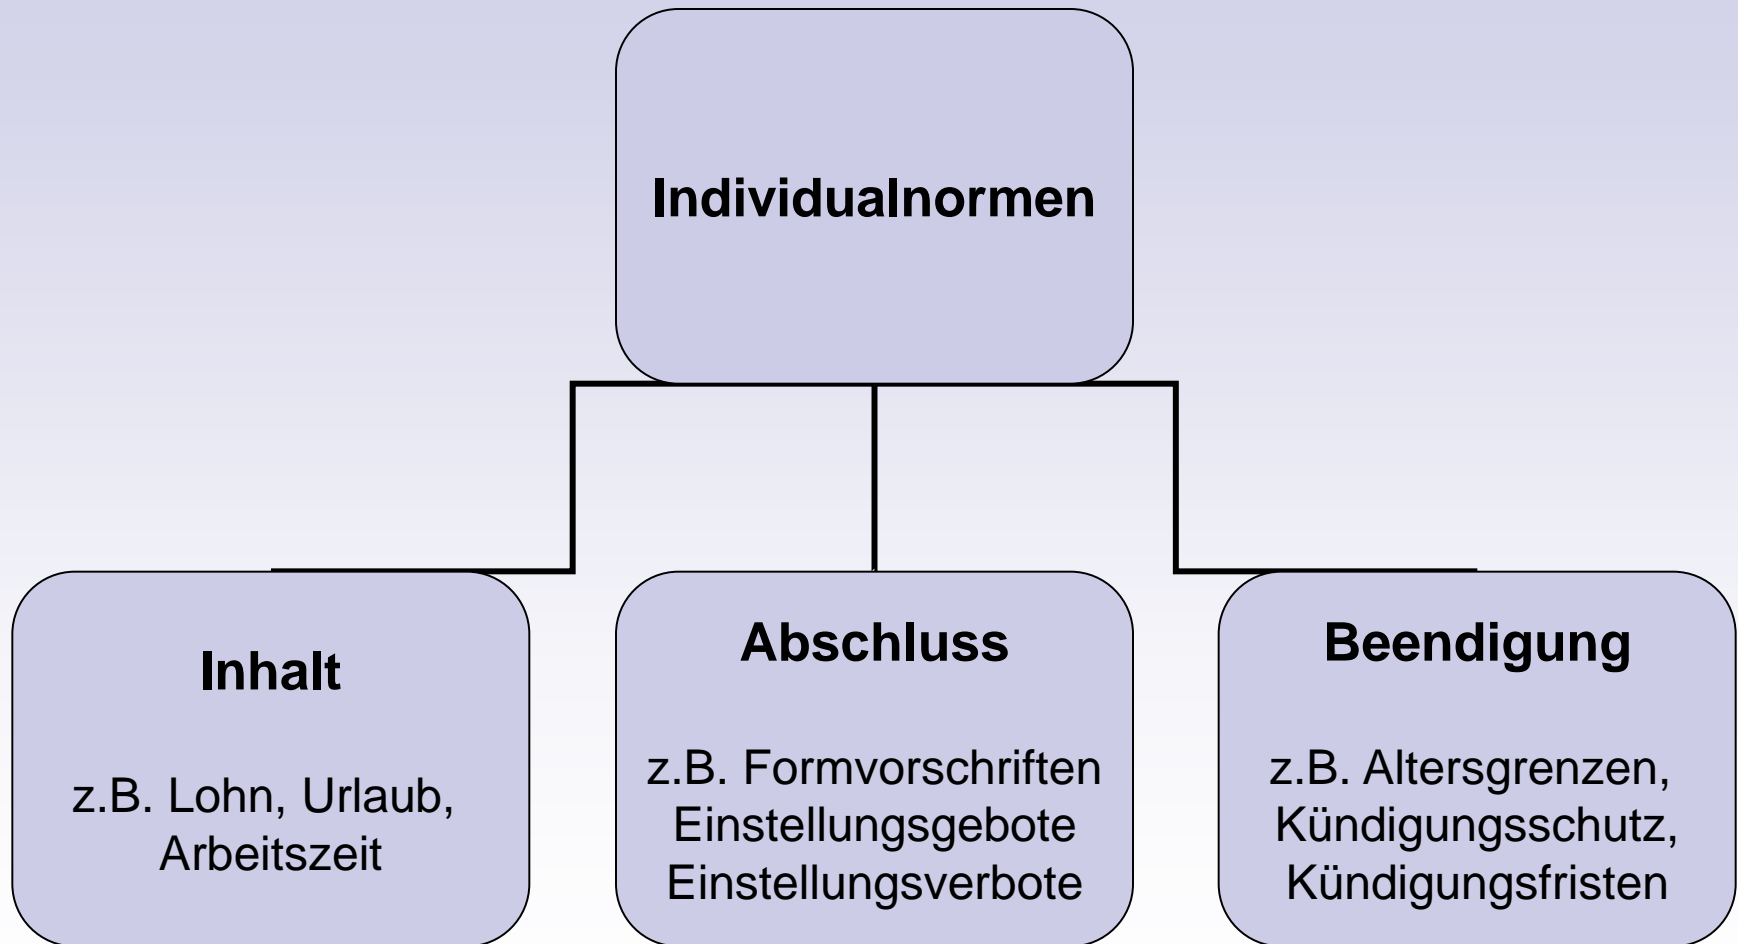 Individualnormen
Inhalt
z.B. Lohn, Urlaub,
Arbeitszeit
Abschluss
z.B. Formvorschriften
Einstellungsgebote
Einstellungsverbote
Beendigung
z.B. Altersgrenzen,
Kündigungsschutz,
Kündigungsfristen